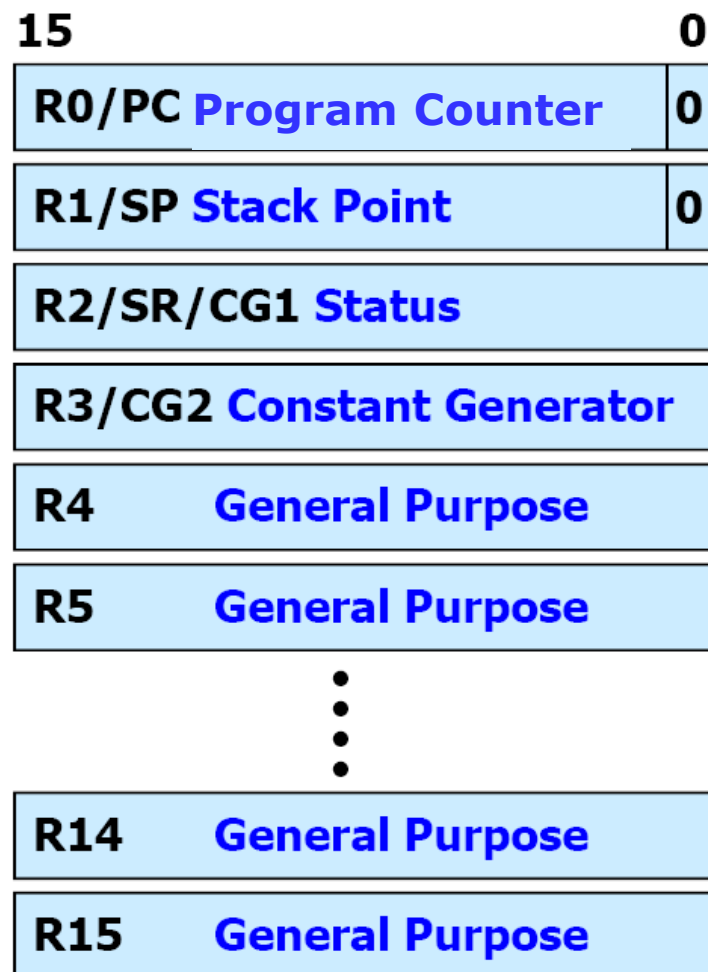 15 0
R0/PC Program Counter 0
R1/SP Stack Point 0
R2/SR/CG1 Status
R3/CG2 Constant Generator
R4 General Purpose
R5 General Purpose
R14 General Purpose
R15 General Purpose